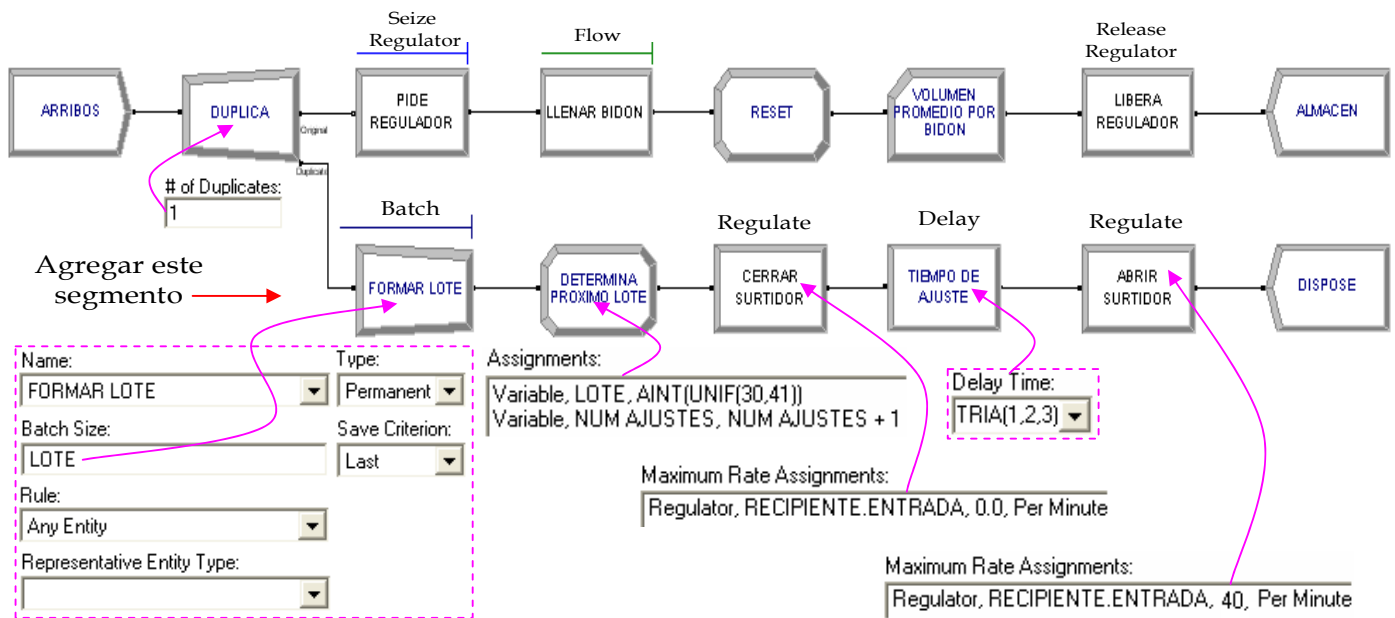 Seize
Regulator
Flow
Release
Regulator
ARRIBOS
DUPLICA
Original
Duplicate
PIDE
REGULADOR
LLENAR BIDON
RESET
VOLUMEN
PROMEDIO POR
BIDON
LIBERA
REGULADOR
ALMACEN
# of Duplicates:
1
Batch
Regulate
Delay
Regulate
Agregar este
segmento
FORMAR LOTE
DETERMINA
PROXIMO LOTE
CERRAR
SURTIDOR
TIEMPO DE
AJUSTE
ABRIR
SURTIDOR
DISPOSE
Name:
FORMAR LOTE
Type:
Permanent
Batch Size:
LOTE
Save Criterion:
Last
Rule:
Any Entity
Representative Entity Type:
Assignments:
Variable, LOTE, AINT(UNIF(30,41))
Variable, NUM AJUSTES, NUM AJUSTES + 1
Delay Time:
TRIA(1,2,3)
Maximum Rate Assignments:
Regulator, RECIPIENTE.ENTRADA, 0.0, Per Minute
Maximum Rate Assignments:
Regulator, RECIPIENTE.ENTRADA, 40, Per Minute